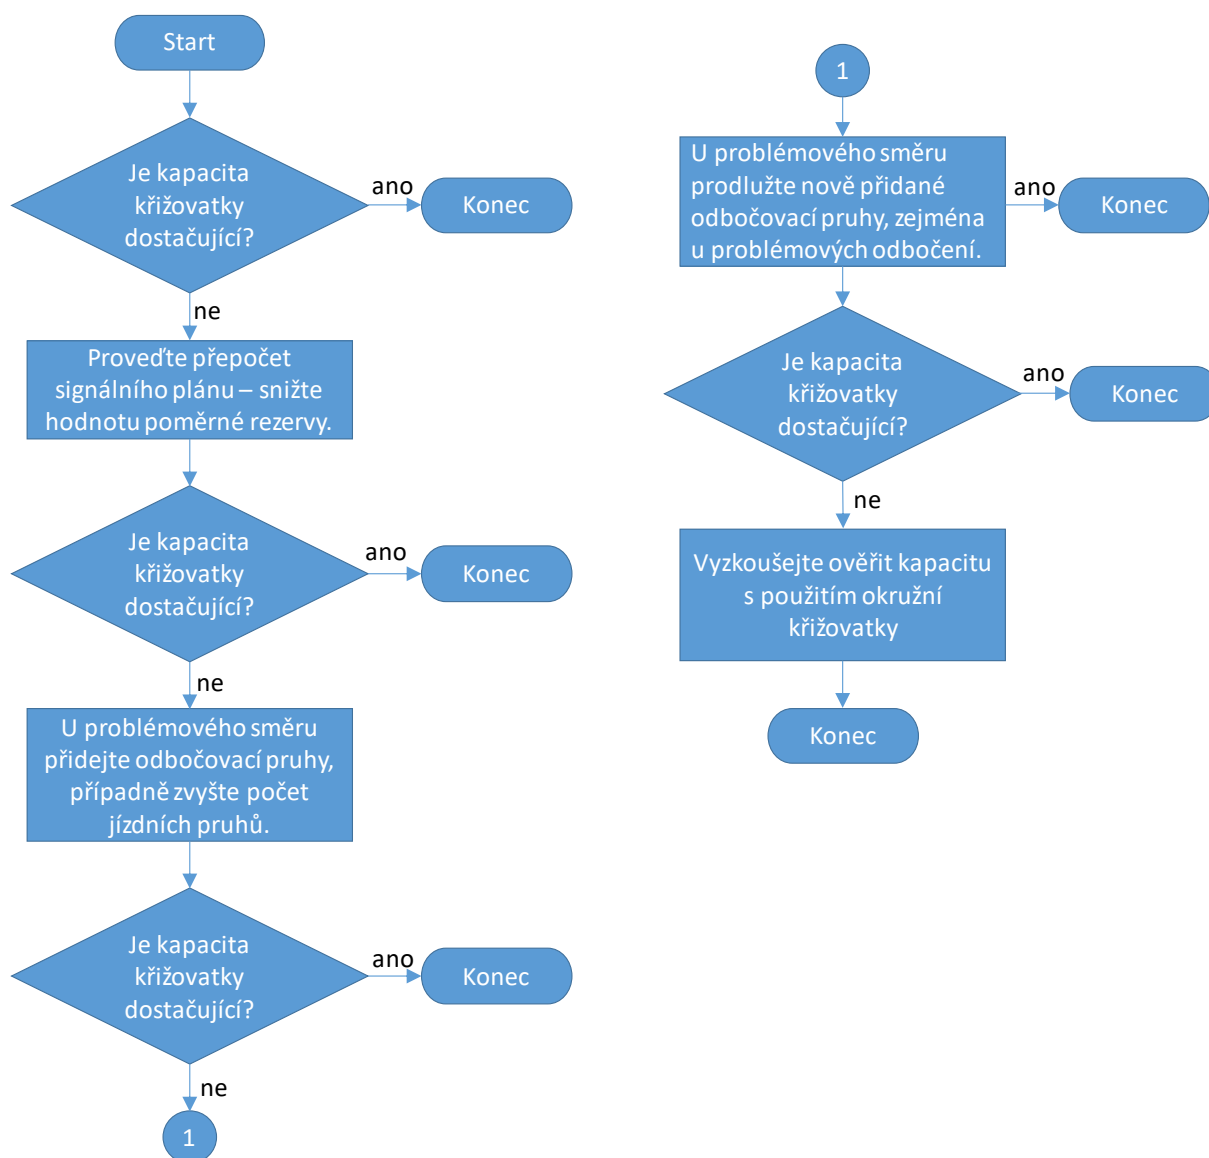 Start
Je kapacita
křižovatky
dostačující?
ano
Konec
ne
Proveďte přepočet
signálního plánu – snižte
hodnotu poměrné rezervy.
Je kapacita
křižovatky
dostačující?
ano
Konec
ne
U problémového směru
přidejte odbočovací pruhy,
případně zvyšte počet
jízdních pruhů.
Je kapacita
křižovatky
dostačující?
ano
Konec
ne
1
1
U problémového směru
prodlužte nově přidané
odbočovací pruhy, zejména
u problémových odbočení.
ano
Konec
Je kapacita
křižovatky
dostačující?
ano
Konec
ne
Vyzkoušejte ověřit kapacitu
s použitím okružní
křižovatky
Konec